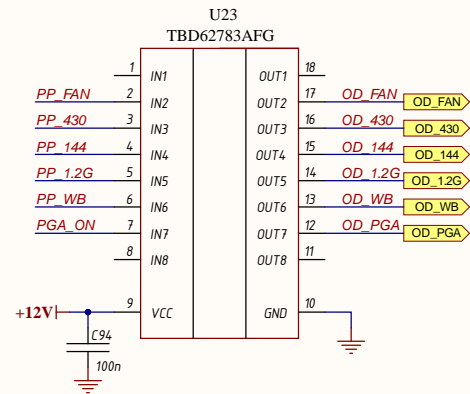 U23
TBD62783AFG
1 IN1 OUT1 18
PP_FAN 2 IN2 OUT2 17 OD_FAN OD_FAN
PP_430 3 IN3 OUT3 16 OD_430 OD_430
PP_144 4 IN4 OUT4 15 OD_144 OD_144
PP_1.2G 5 IN5 OUT5 14 OD_1.2G OD_1.2G
PP_WB 6 IN6 OUT6 13 OD_WB OD_WB
PGA_ON 7 IN7 OUT7 12 OD_PGA OD_PGA
8 IN8 OUT8 11
+12V 9 VCC GND 10
C94
100n